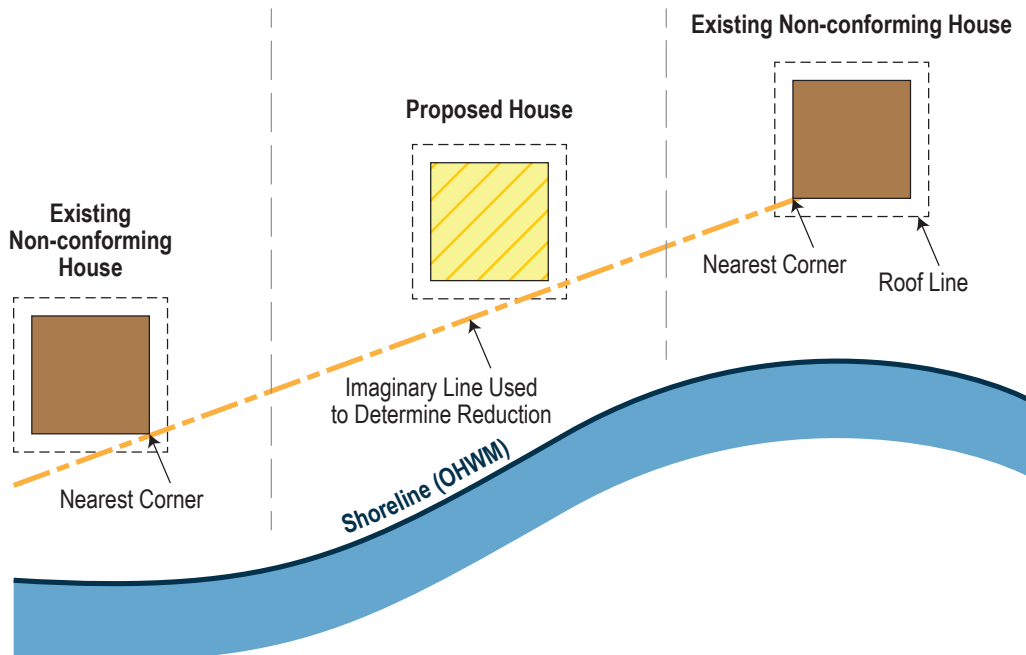 Existing Non-conforming House
Proposed House
Existing
Non-conforming
House
Nearest Corner
Roof Line
Imaginary Line Used
to Determine Reduction
Nearest Corner
Shoreline (OHWM)